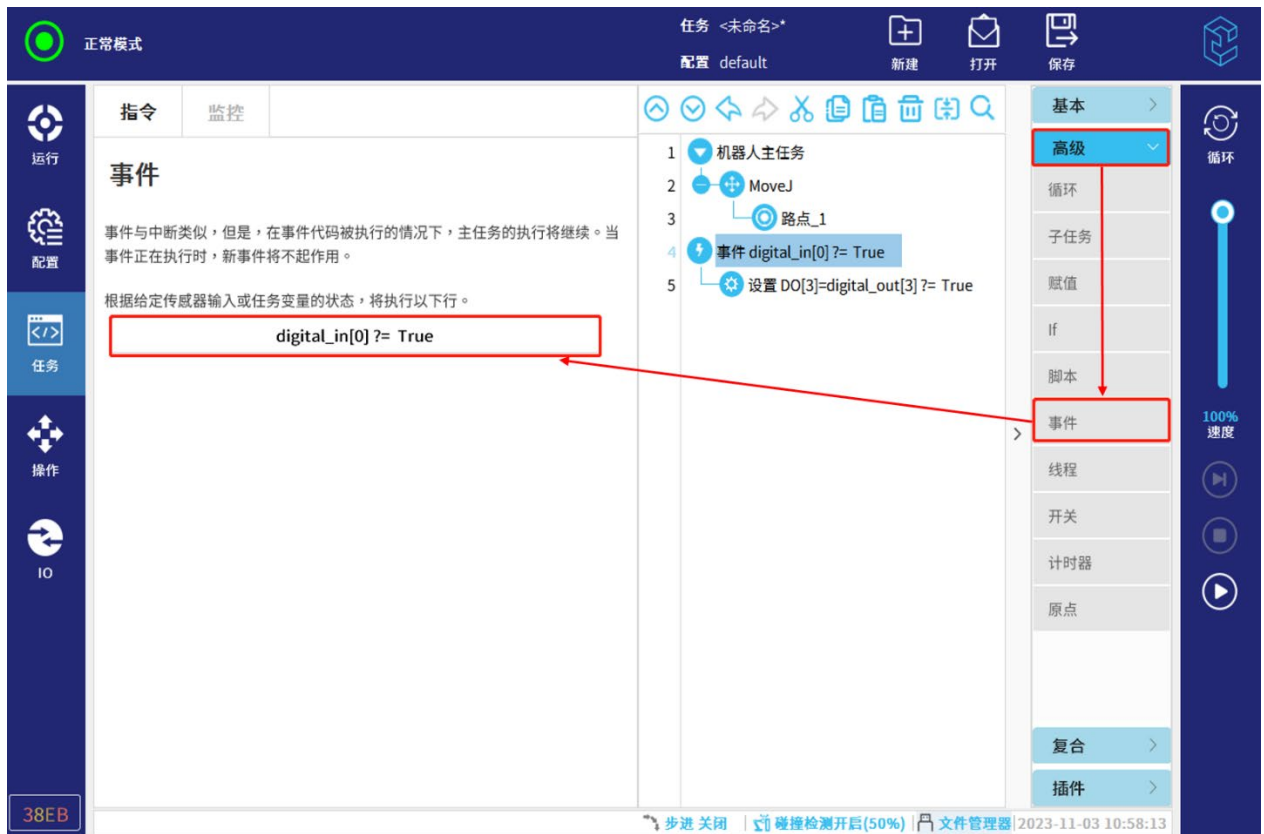 正常模式
任务 <未命名>*
配置 default
新建
打开
保存
运行
配置
任务
操作
IO
38EB
指令
监控
事件
事件与中断类似，但是，在事件代码被执行的情况下，主任务的执行将继续。当
事件正在执行时，新事件将不起作用。
根据给定传感器输入或任务变量的状态，将执行以下行。
digital_in[0] ?= True
1 机器人主任务
2 MoveJ
3 路点_1
4 事件 digital_in[0] ?= True
5 设置 DO[3]=digital_out[3] ?= True
基本
高级
循环
子任务
赋值
If
脚本
事件
线程
开关
计时器
原点
复合
插件
循环
100%
速度
步进 关闭
碰撞检测开启(50%)
文件管理器
2023-11-03 10:58:13